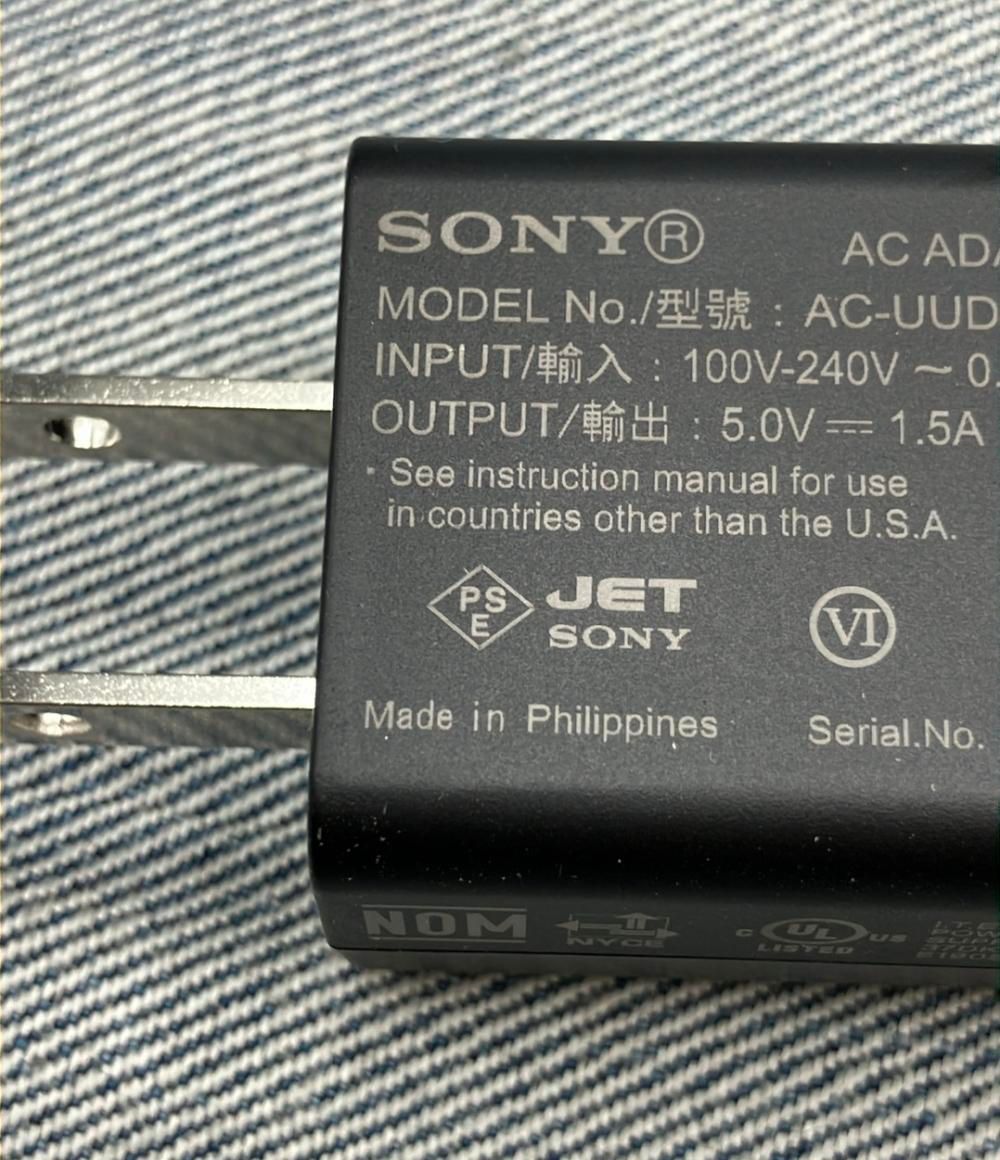 SONY® AC ADA
MODEL No./型號 : AC-UUD
INPUT/輸入 : 100V-240V ~ 0.
OUTPUT/輸出 : 5.0V ⎓ 1.5A
· See instruction manual for use
in countries other than the U.S.A.
PS E JET SONY VI
Made in Philippines Serial.No.
NOM NYCE C UL US LISTED